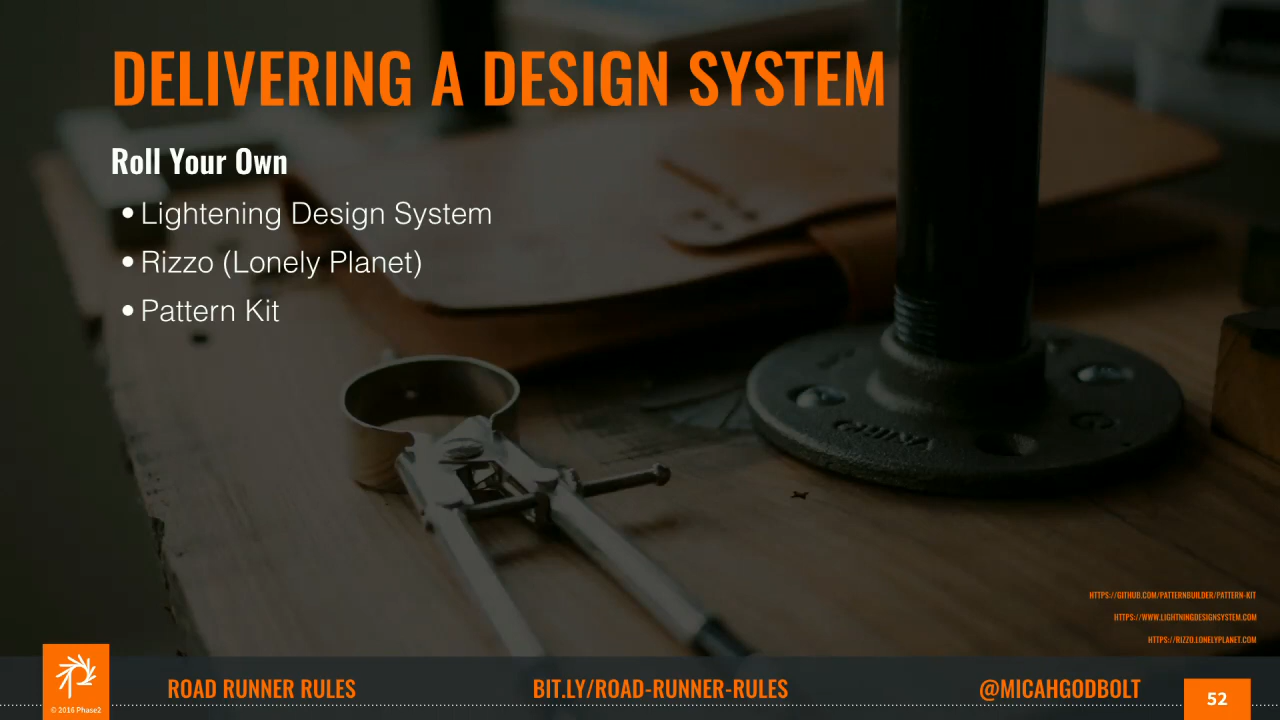 DELIVERING A DESIGN SYSTEM
Roll Your Own
•Lightening Design System
•Rizzo (Lonely Planet)
•Pattern Kit
CHINA
G
HTTPS://GITHUB.COM/PATTERNBUILDER/PATTERN-KIT
HTTPS://WWW.LIGHTNINGDESIGNSYSTEM.COM
HTTPS://RIZZO.LONELYPLANET.COM
ROAD RUNNER RULES
BIT.LY/ROAD-RUNNER-RULES
@MICAHGODBOLT
52
© 2016 Phase2